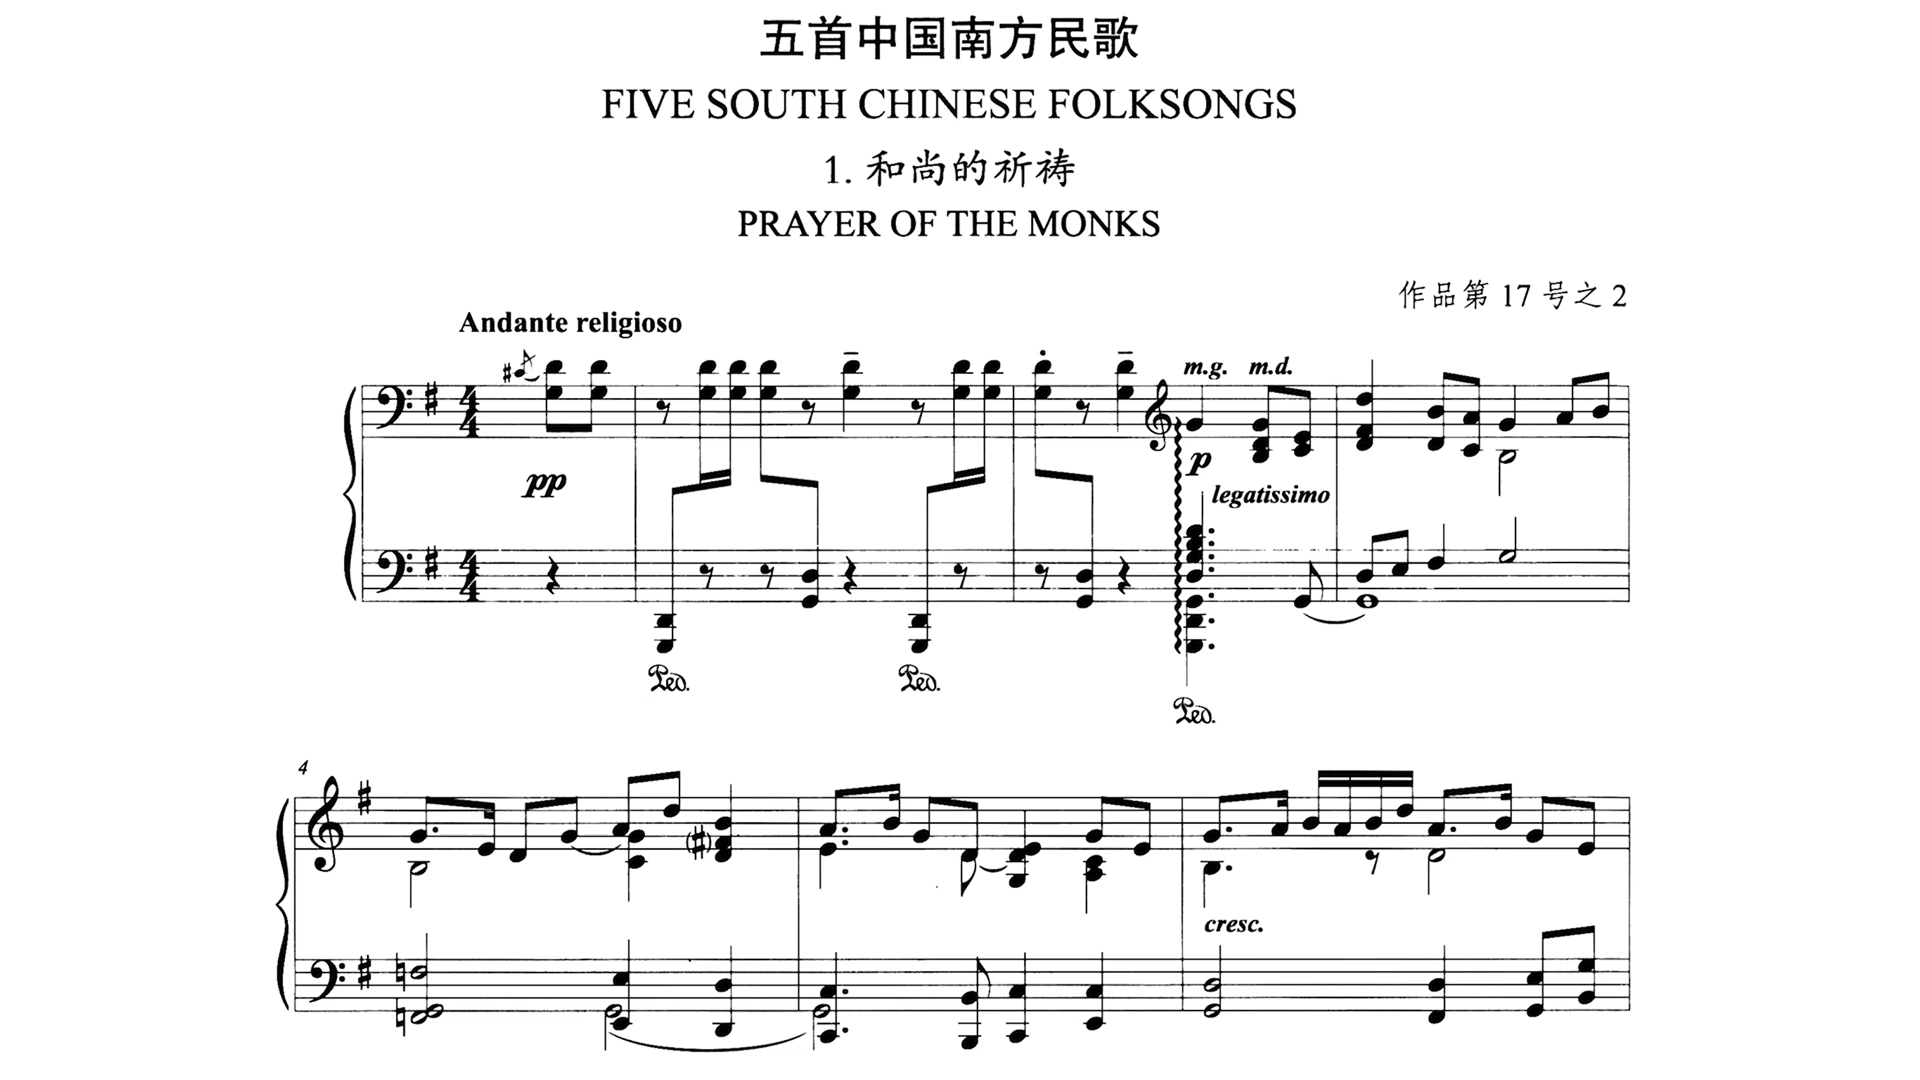 五首中国南方民歌
FIVE SOUTH CHINESE FOLKSONGS
1. 和尚的祈祷
PRAYER OF THE MONKS
作品第 17 号之 2
Andante religioso
m.g. m.d.
pp
p
legatissimo
Ped. Ped. Ped.
4
cresc.